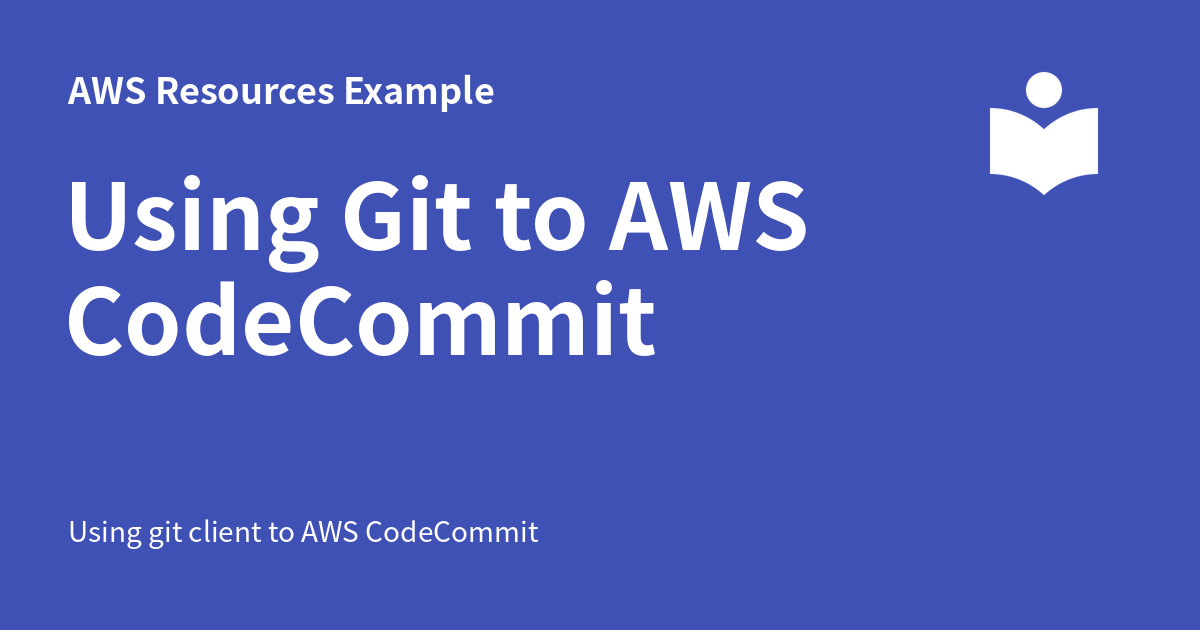 AWS Resources Example
Using Git to AWS
CodeCommit
Using git client to AWS CodeCommit